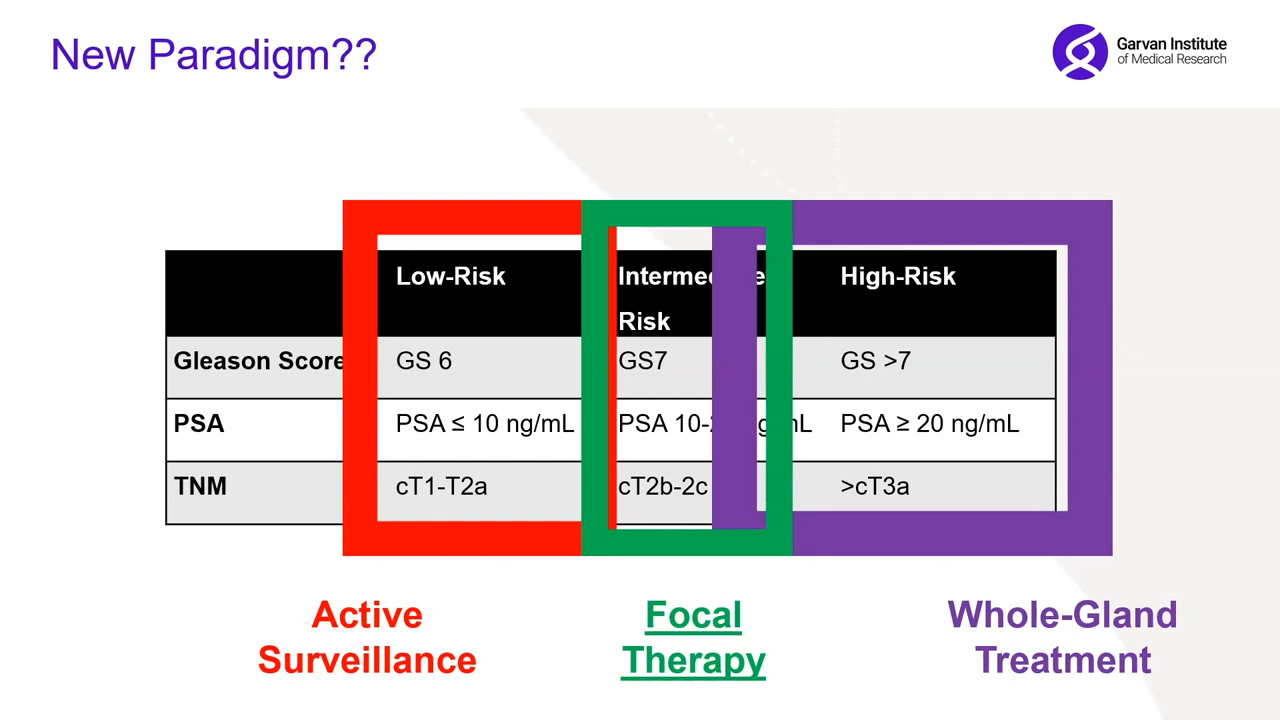 New Paradigm??
Garvan Institute
of Medical Research
Low-Risk
Risk
High-Risk
Gleason Score
GS 6
GS7
GS >7
PSA
PSA ≤ 10 ng/mL
PSA
PSA ≥ 20 ng/mL
TNM
cT1-T2a
cT2b-2c
>cT3a
Active
Surveillance
Focal
Therapy
Whole-Gland
Treatment